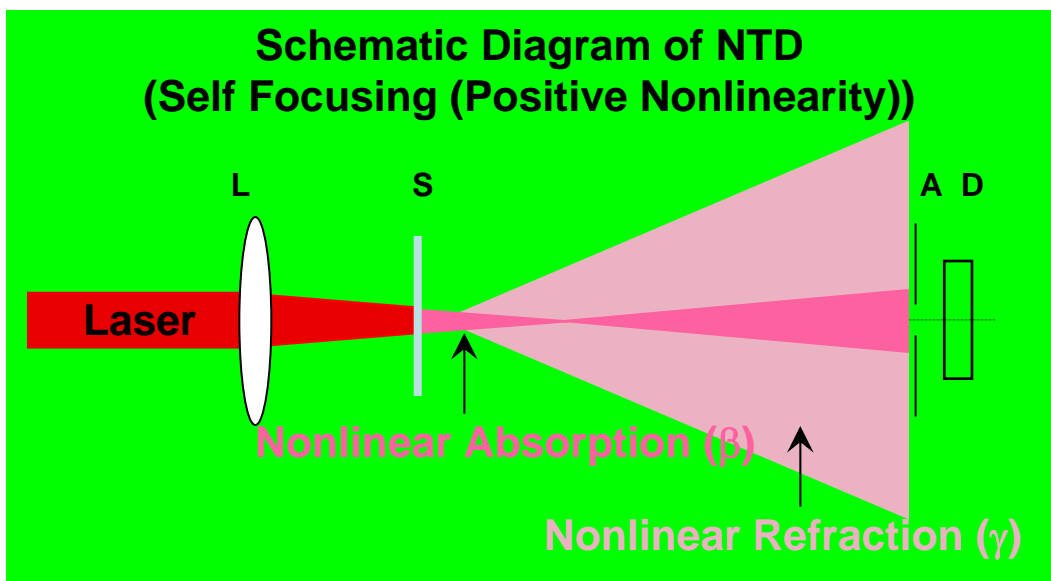 Schematic Diagram of NTD
(Self Focusing (Positive Nonlinearity))
L S A D
Laser
Nonlinear Absorption (β)
Nonlinear Refraction (γ)